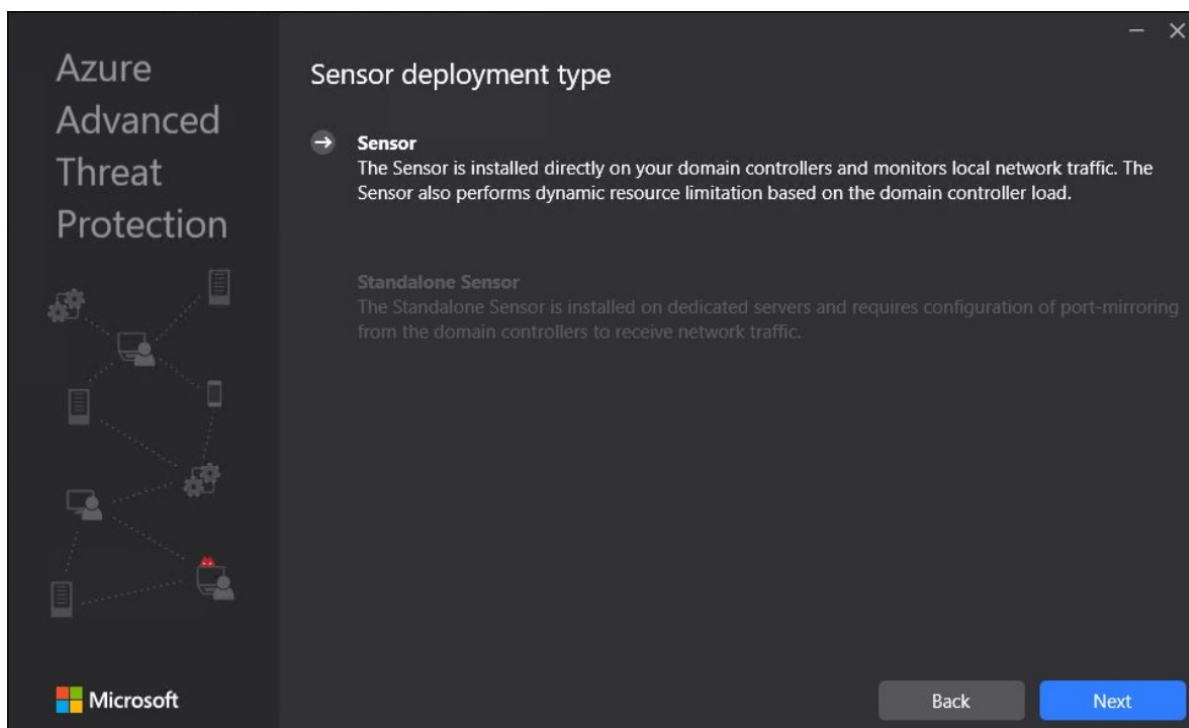 Azure
Advanced
Threat
Protection
Sensor deployment type
Sensor
The Sensor is installed directly on your domain controllers and monitors local network traffic. The
Sensor also performs dynamic resource limitation based on the domain controller load.
Standalone Sensor
The Standalone Sensor is installed on dedicated servers and requires configuration of port-mirroring
from the domain controllers to receive network traffic.
Microsoft
Back
Next